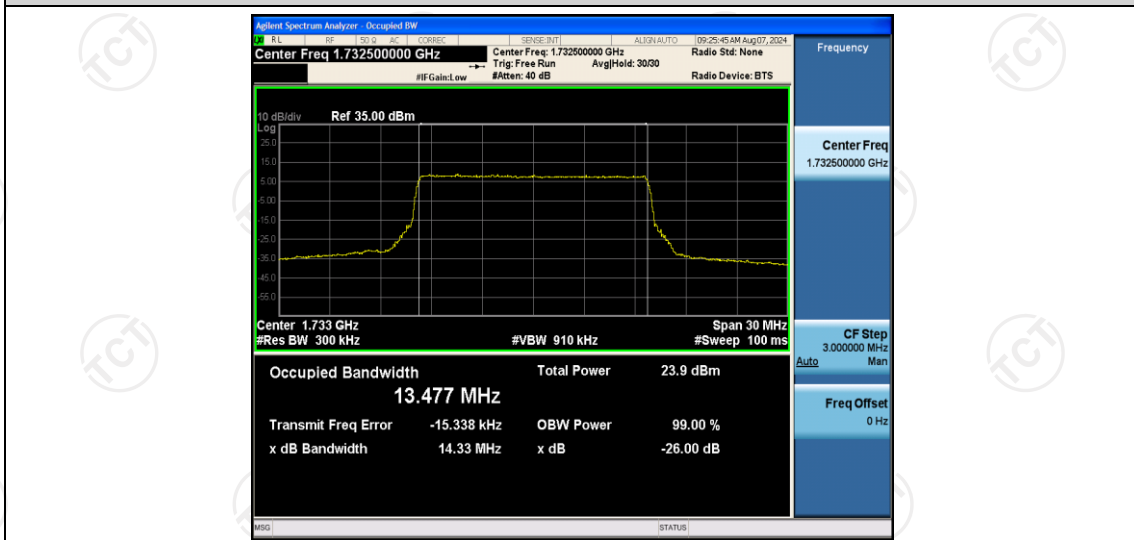 Agilent Spectrum Analyzer - Occupied BW
RL RF 50 Ω AC CORREC SENSE:INT ALIGN AUTO 09:25:45 AM Aug 07, 2024
Center Freq 1.732500000 GHz
Center Freq: 1.732500000 GHz
Radio Std: None
Trig: Free Run Avg|Hold: 30/30
#IFGain:Low #Atten: 40 dB Radio Device: BTS
Frequency
10 dB/div Ref 35.00 dBm
Log
25.0
15.0
5.00
-5.00
-15.0
-25.0
-35.0
-45.0
-55.0
Center 1.733 GHz Span 30 MHz
#Res BW 300 kHz #VBW 910 kHz #Sweep 100 ms
Occupied Bandwidth Total Power 23.9 dBm
13.477 MHz
Transmit Freq Error -15.338 kHz OBW Power 99.00 %
x dB Bandwidth 14.33 MHz x dB -26.00 dB
Center Freq
1.732500000 GHz
CF Step
3.000000 MHz
Auto Man
Freq Offset
0 Hz
MSG STATUS
TCT
TCT
TCT
TCT